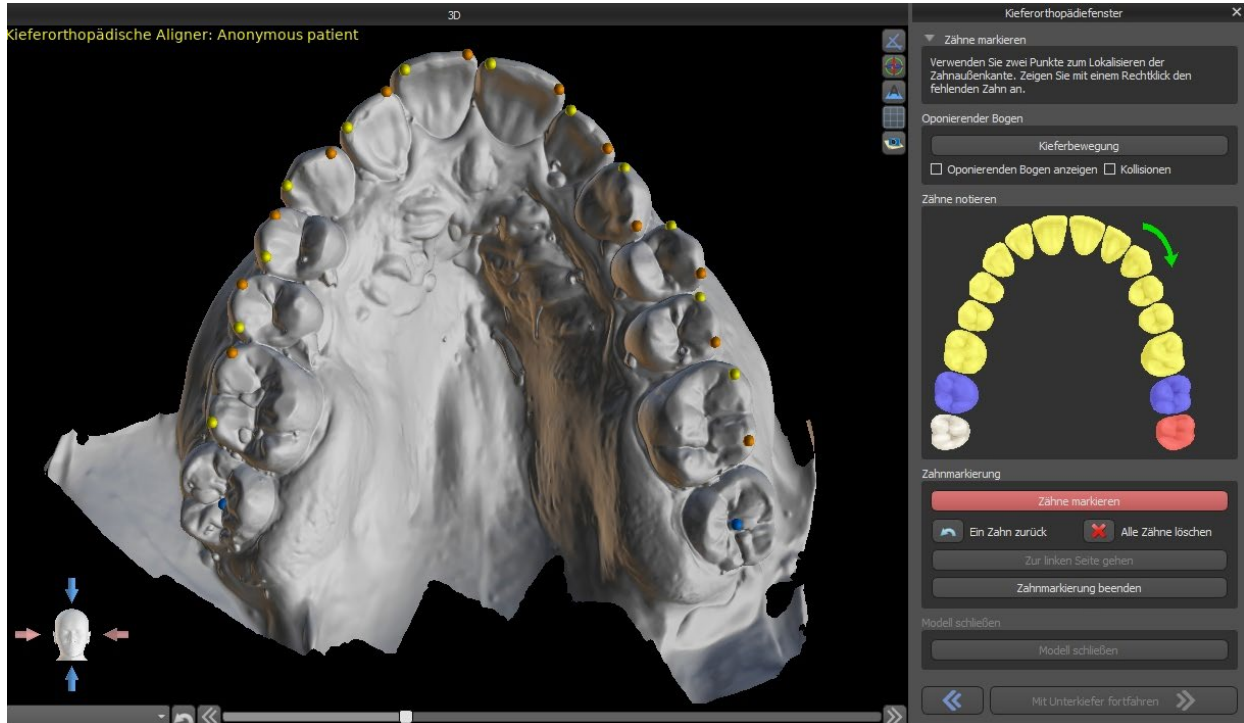 3D
Kieferorthopädische Aligner: Anonymous patient
Kieferorthopädiefenster
Zähne markieren
Verwenden Sie zwei Punkte zum Lokalisieren der
Zahnaußenkante. Zeigen Sie mit einem Rechtklick den
fehlenden Zahn an.
Oponierender Bogen
Kieferbewegung
Oponierenden Bogen anzeigen Kollisionen
Zähne notieren
Zahnmarkierung
Zähne markieren
Ein Zahn zurück Alle Zähne löschen
Zur linken Seite gehen
Zahnmarkierung beenden
Modell schließen
Modell schließen
Mit Unterkiefer fortfahren